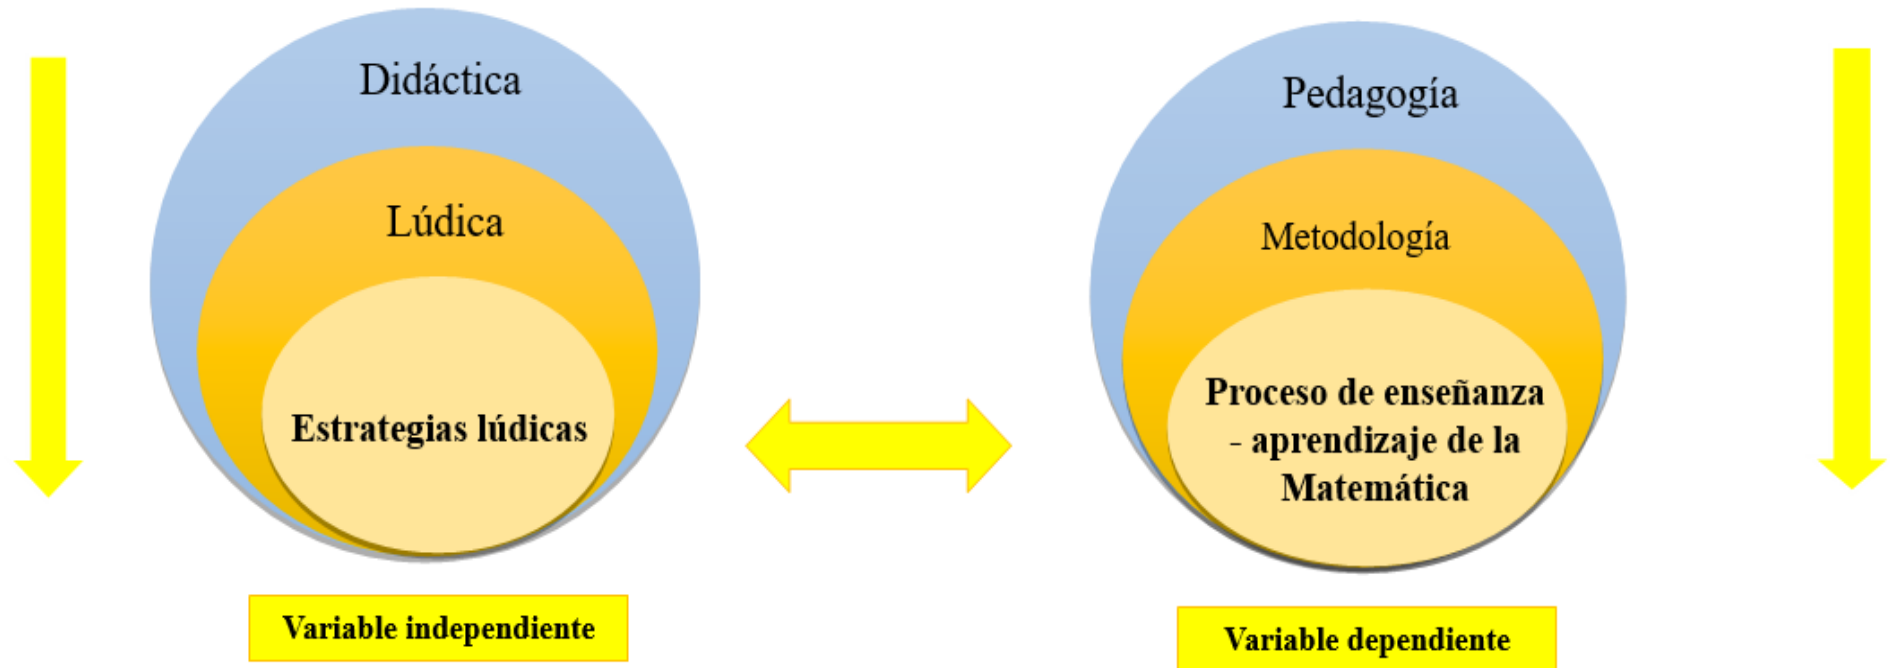 Didáctica
Lúdica
Estrategias lúdicas
Variable independiente
Pedagogía
Metodología
Proceso de enseñanza
- aprendizaje de la
Matemática
Variable dependiente